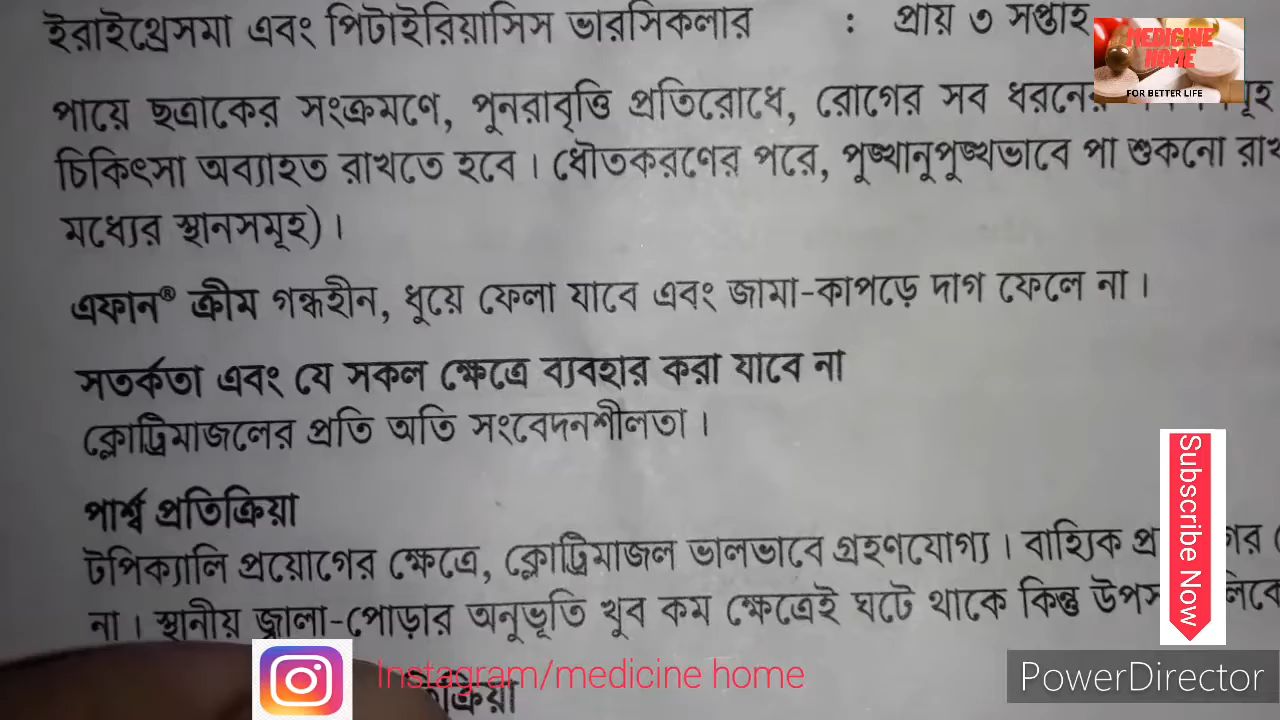 ইরাইথ্রেসমা এবং পিটাইরিয়াসিস ভারসিকলার : প্রায় ৩ সপ্তাহ
MEDICINE HOME
FOR BETTER LIFE
পায়ে ছত্রাকের সংক্রমণে, পুনরাবৃত্তি প্রতিরোধে, রোগের সব ধরনের
চিকিৎসা অব্যাহত রাখতে হবে। ধৌতকরণের পরে, পুঙ্খানুপুঙ্খভাবে পা শুকনো
মধ্যের স্থানসমূহ)।
এফান® ক্রীম গন্ধহীন, ধুয়ে ফেলা যাবে এবং জামা-কাপড়ে দাগ ফেলে না।
সতর্কতা এবং যে সকল ক্ষেত্রে ব্যবহার করা যাবে না
ক্লোট্রিমাজলের প্রতি অতি সংবেদনশীলতা।
পার্শ্ব প্রতিক্রিয়া
টপিক্যালি প্রয়োগের ক্ষেত্রে, ক্লোট্রিমাজল ভালভাবে গ্রহণযোগ্য। বাহ্যিক
না। স্থানীয় জ্বালা-পোড়ার অনুভূতি খুব কম ক্ষেত্রেই ঘটে থাকে কিন্তু
Subscribe Now
Instagram/medicine home
PowerDirector